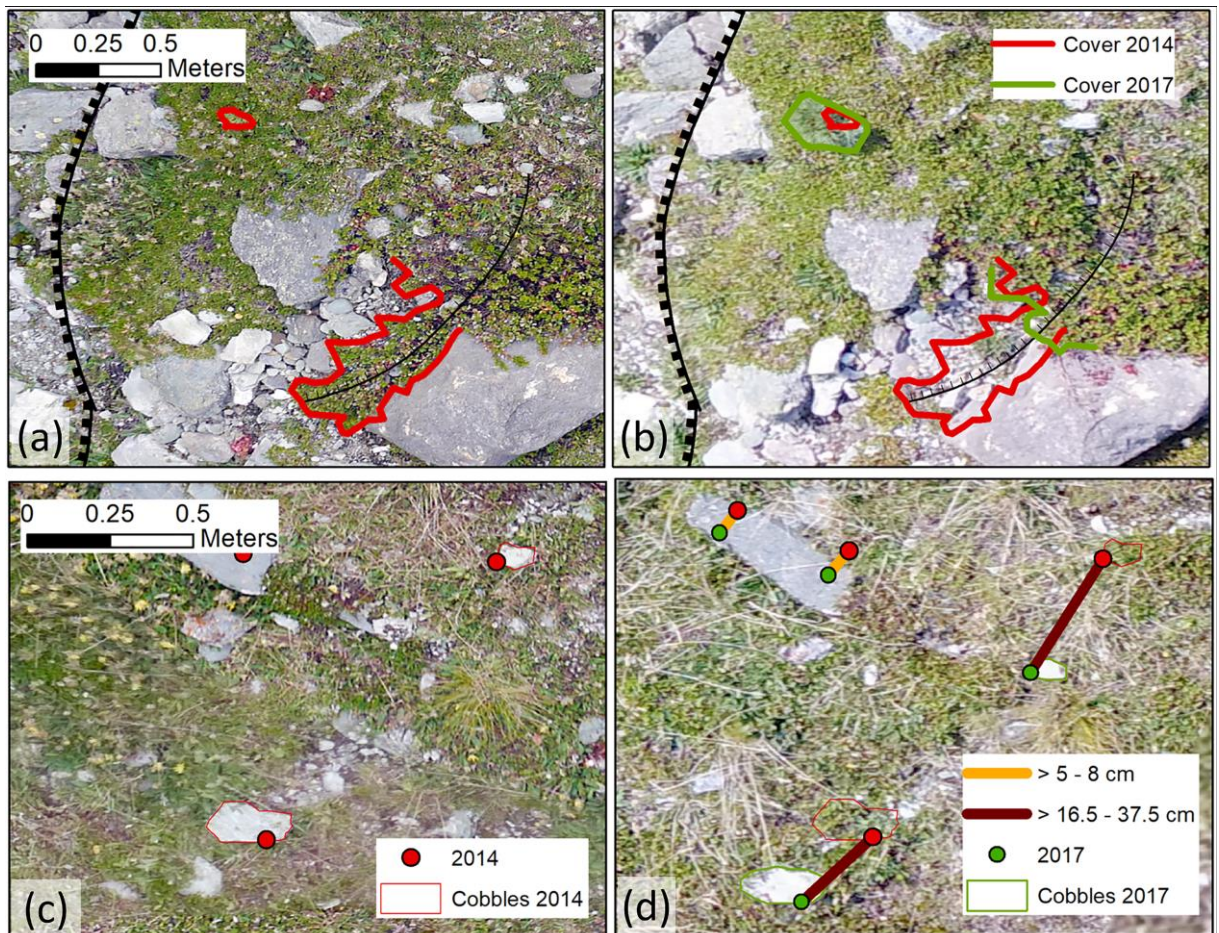 0 0.25 0.5
Meters
(a)
Cover 2014
Cover 2017
(b)
0 0.25 0.5
Meters
2014
Cobbles 2014
(c)
> 5 - 8 cm
> 16.5 - 37.5 cm
2017
Cobbles 2017
(d)